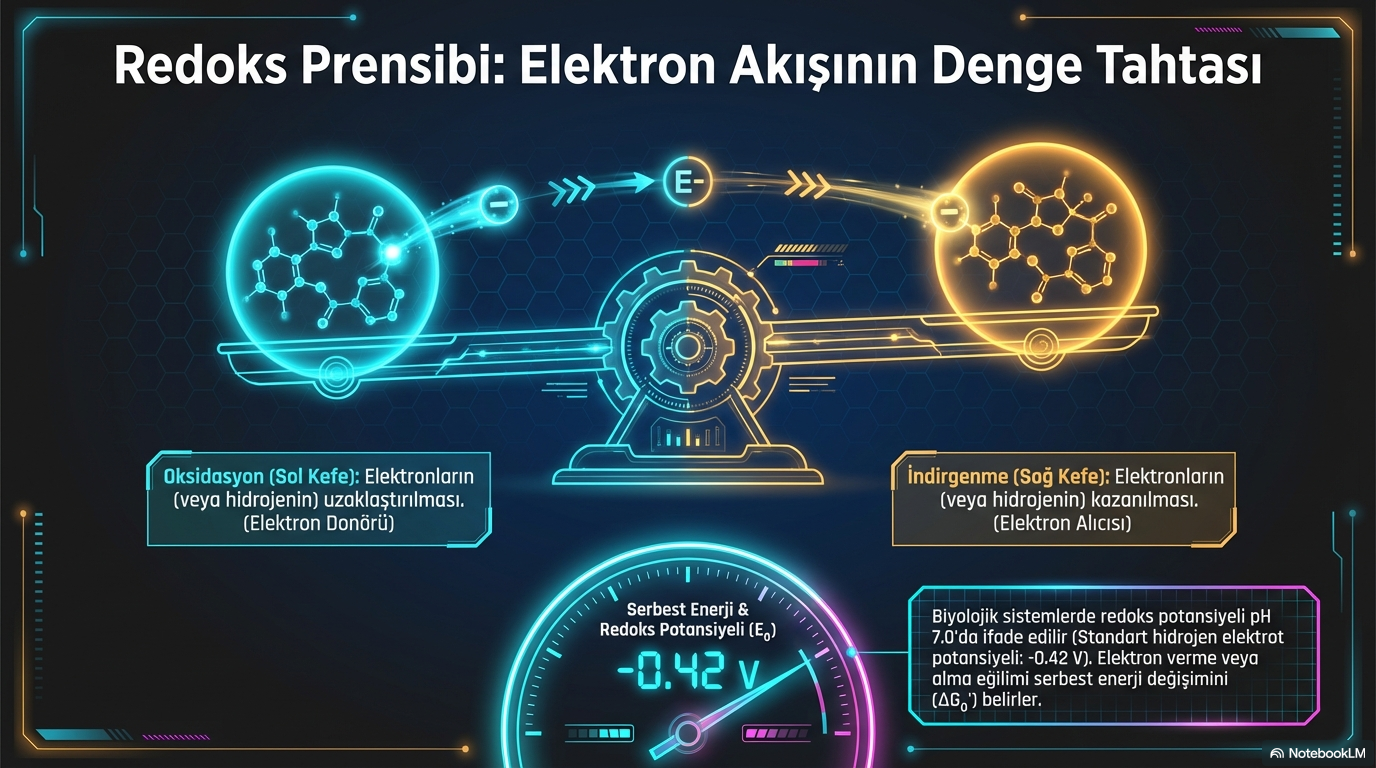 Redoks Prensibi: Elektron Akışının Denge Tahtası
E-
Oksidasyon (Sol Kefe): Elektronların
(veya hidrojenin) uzaklaştırılması.
(Elektron Donörü)
İndirgenme (Soğ Kefe): Elektronların
(veya hidrojenin) kazanılması.
(Elektron Alıcısı)
Serbest Enerji &
Redoks Potansiyeli (E₀)
-0.42 V
Biyolojik sistemlerde redoks potansiyeli pH
7.0'da ifade edilir (Standart hidrojen elektrot
potansiyeli: -0.42 V). Elektron verme veya
alma eğilimi serbest enerji değişimini
(ΔG₀') belirler.
NotebookLM